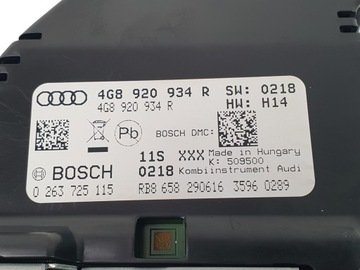 4G8 920 934 R SW: 0218
4G8 920 934 R HW: H14
Pb BOSCH DMC:
11S XXX Made in Hungary
K: 509500
BOSCH 0218 Kombiinstrument Audi
0 263 725 115 RB8 658 290616 3596 0289